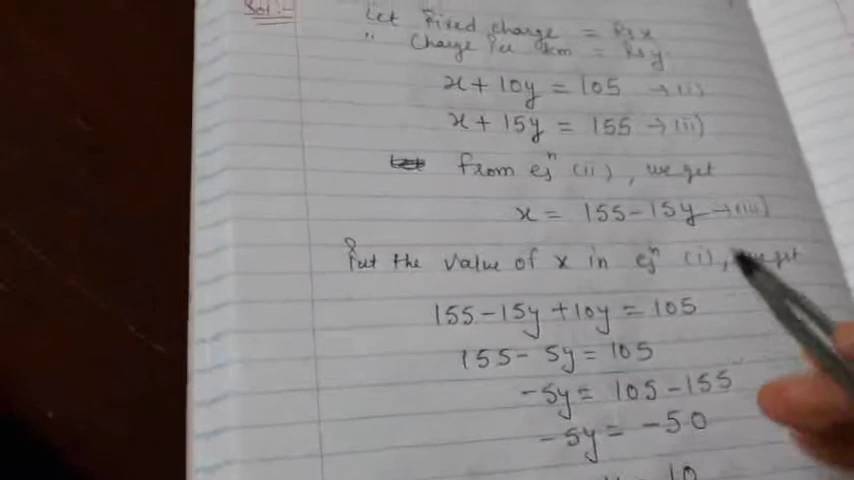 Sol:-
Let Fixed charge = Rs x
" Charge Per km = Rs y
x + 10y = 105 → (i)
x + 15y = 155 → (ii)
from eqn (ii), we get
x = 155 - 15y → (iii)
Put the value of x in eqn (i), we get
155 - 15y + 10y = 105
155 - 5y = 105
-5y = 105 - 155
-5y = -50
10